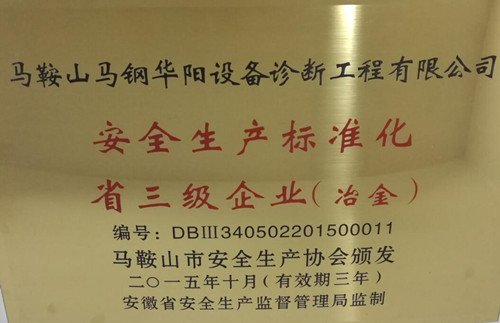 马鞍山马钢华阳设备诊断工程有限公司
安全生产标准化
省三级企业(冶金)
编号:DBⅢ340502201500011
马鞍山市安全生产协会颁发
二〇一五年十月(有效期三年)
安徽省安全生产监督管理局监制